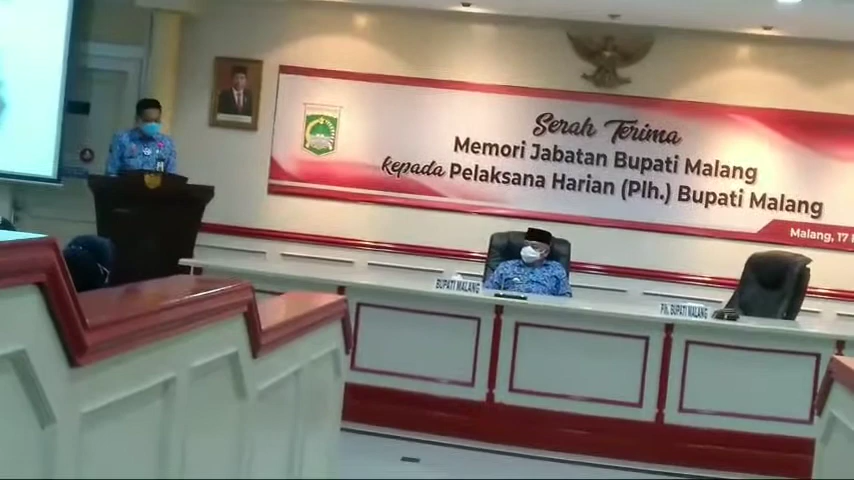 Serah Terima
Memori Jabatan Bupati Malang
kepada Pelaksana Harian (Plh.) Bupati Malang
Malang, 17
BUPATI MALANG
Plh. BUPATI MALANG